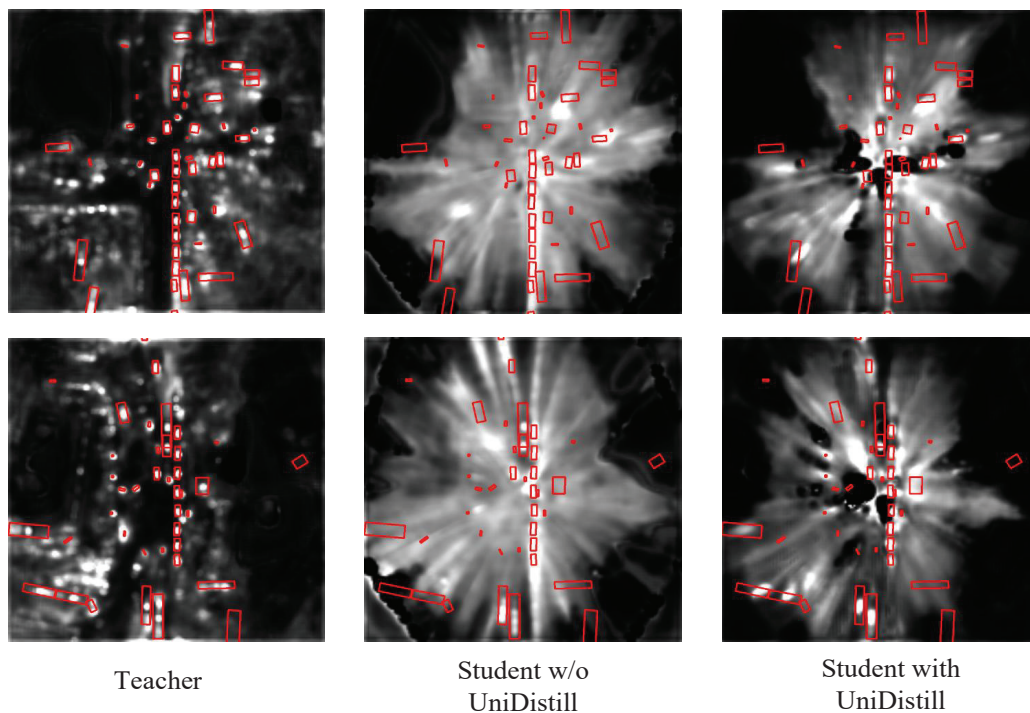 Teacher
Student w/o
UniDistill
Student with
UniDistill